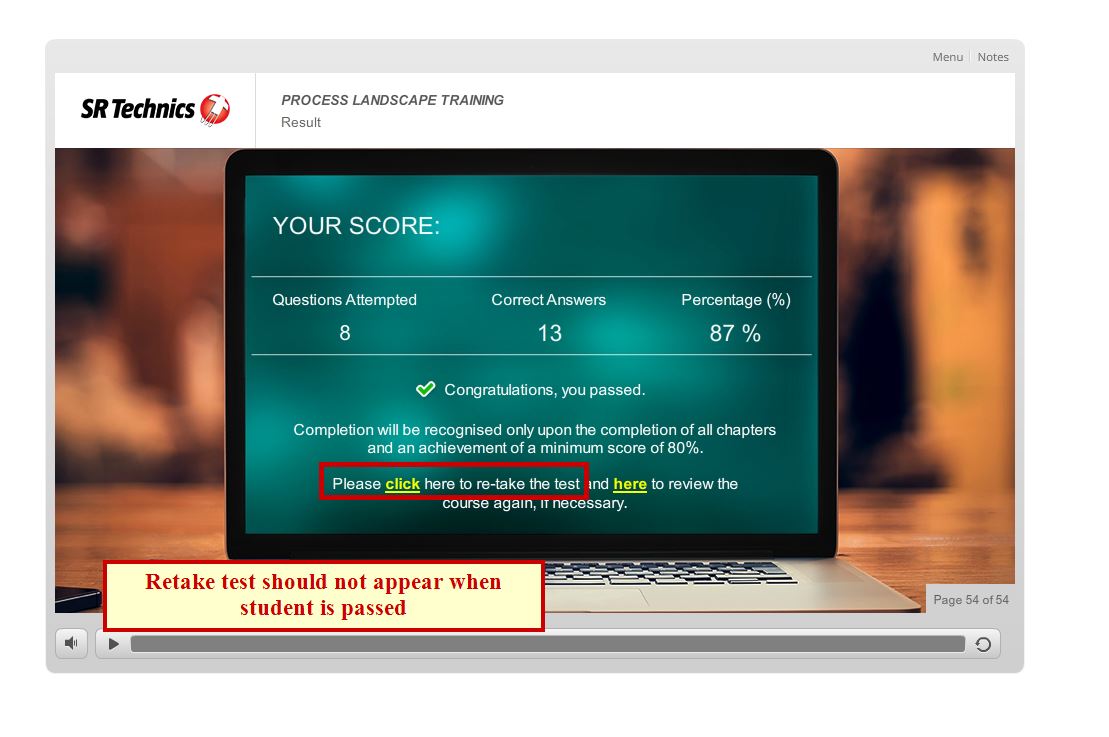 Menu
Notes
SR Technics
PROCESS LANDSCAPE TRAINING
Result
YOUR SCORE:
Questions Attempted
Correct Answers
Percentage (%)
8
13
87 %
Congratulations, you passed.
Completion will be recognised only upon the completion of all chapters
and an achievement of a minimum score of 80%.
Please click here to re-take the test and here to review the
course again, if necessary.
Retake test should not appear when
student is passed
Page 54 of 54